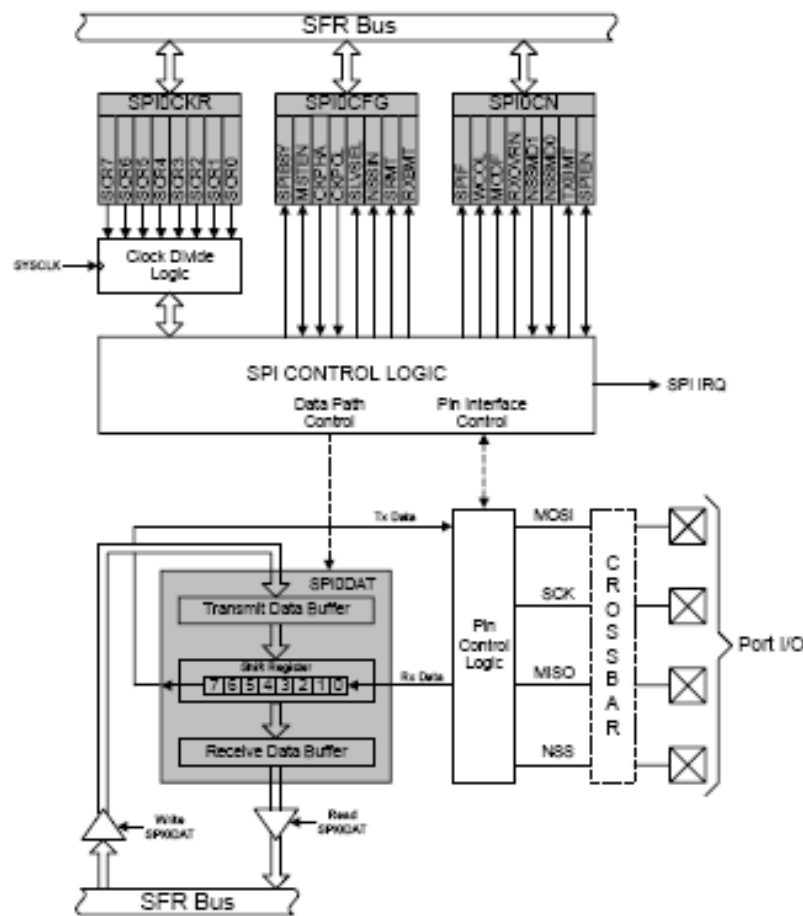 SFR Bus
SPI0CKR
SPI0CFG
SPI0CN
SCR7
SCR6
SCR5
SCR4
SCR3
SCR2
SCR1
SCR0
SPIBSY
MSTEN
CKPHA
CKPOL
SLVSEL
NSSIN
SRMT
RXBMT
SPIF
WCOL
MODF
RXOVRN
NSSMD1
NSSMD0
TXBMT
SPIEN
SYSCLK
Clock Divide
Logic
SPI CONTROL LOGIC
SPI IRQ
Data Path
Control
Pin Interface
Control
Tx Data
MOSI
SPI0DAT
Transmit Data Buffer
SCK
Shift Register
7 6 5 4 3 2 1 0
Rx Data
Pin
Control
Logic
MISO
CROSSBAR
Port I/O
Receive Data Buffer
NSS
Write
SPI0DAT
Read
SPI0DAT
SFR Bus